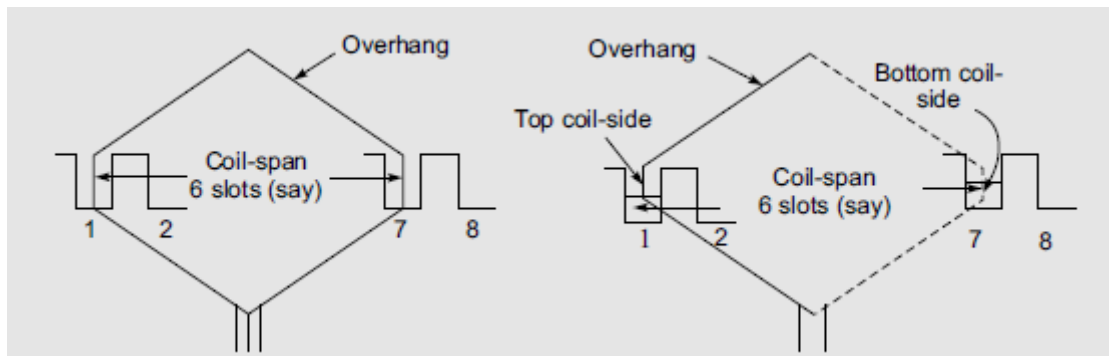 Overhang
Coil-span
6 slots (say)
1 2 7 8
Overhang
Bottom coil-
side
Top coil-side
Coil-span
6 slots (say)
1 2 7 8